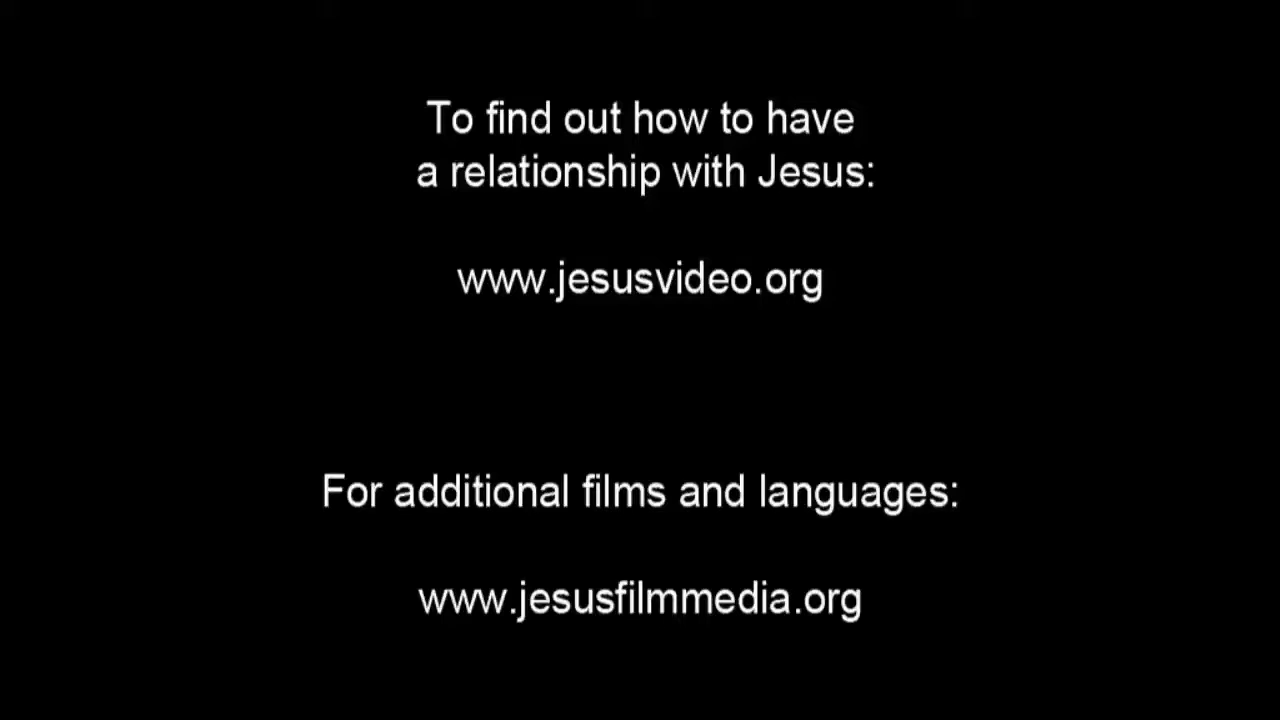 To find out how to have
a relationship with Jesus:
www.jesusvideo.org
For additional films and languages:
www.jesusfilmmedia.org